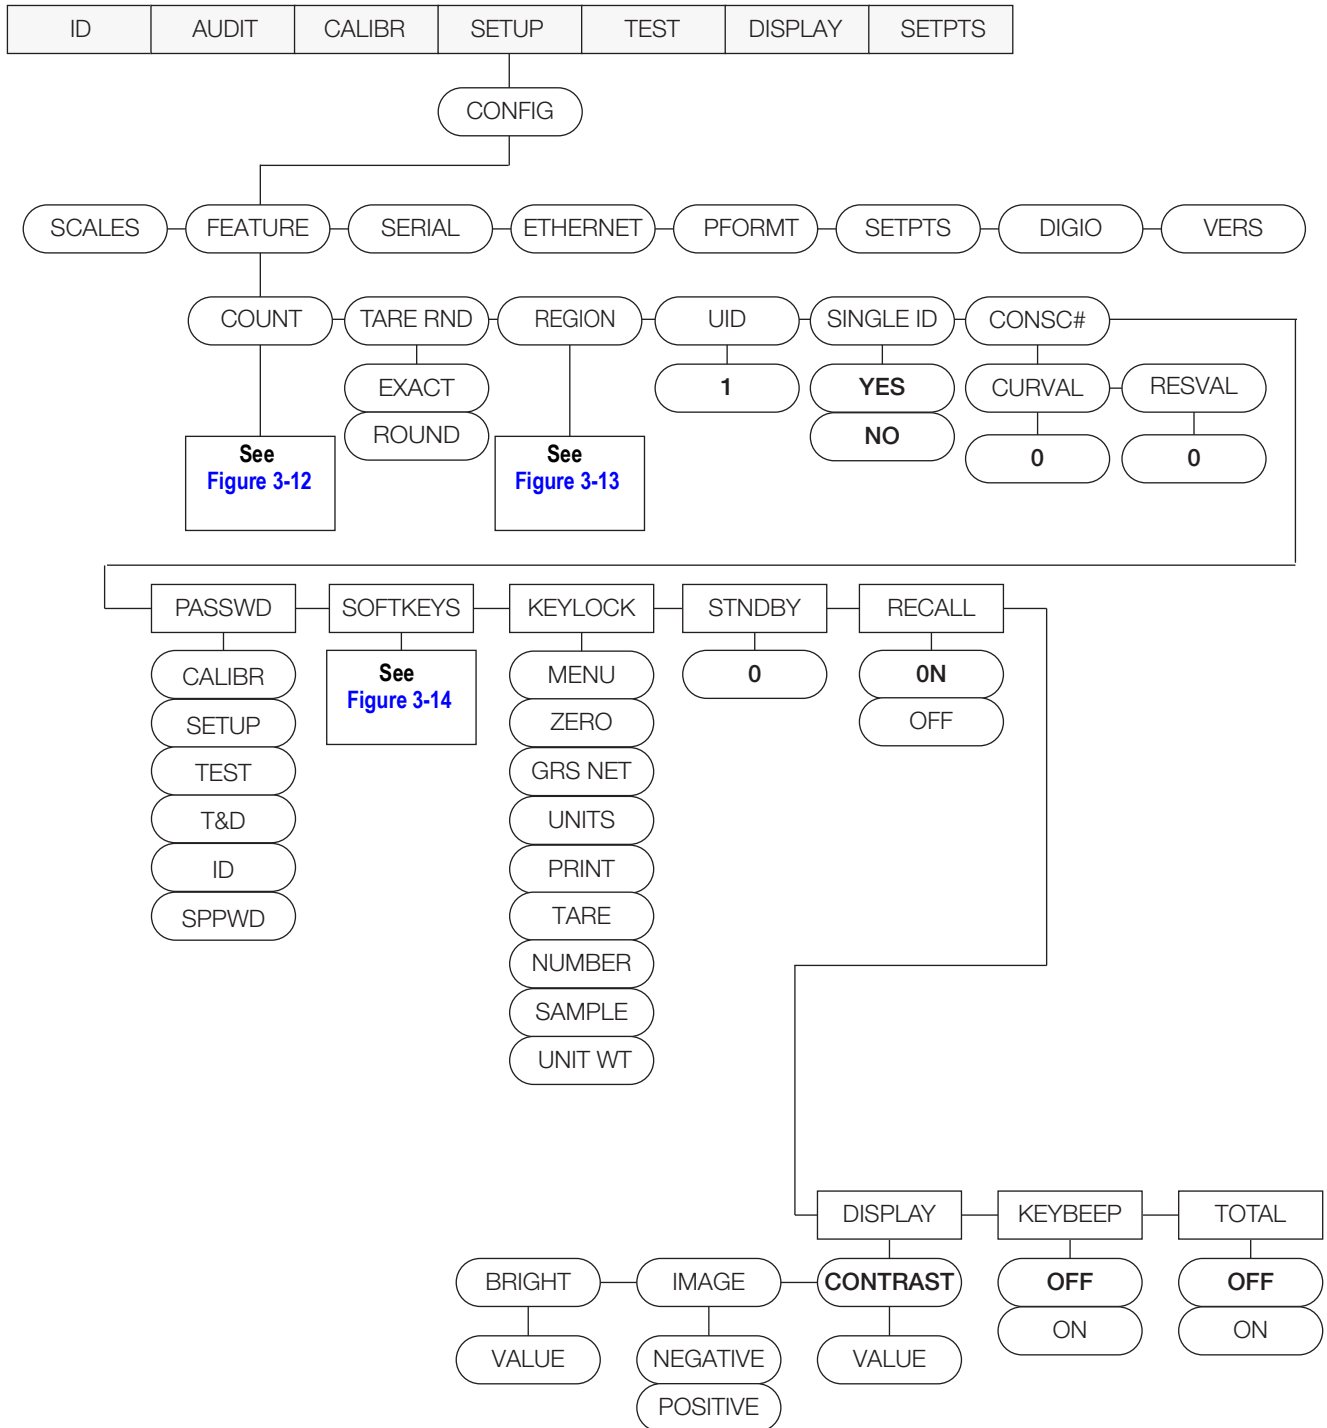 ID AUDIT CALIBR SETUP TEST DISPLAY SETPTS
CONFIG
SCALES FEATURE SERIAL ETHERNET PFORMT SETPTS DIGIO VERS
COUNT TARE RND REGION UID SINGLE ID CONSC#
EXACT 1 YES CURVAL RESVAL
ROUND NO
See See 0 0
Figure 3-12 Figure 3-13
PASSWD SOFTKEYS KEYLOCK STNDBY RECALL
CALIBR See MENU 0 0N
Figure 3-14
SETUP ZERO OFF
TEST GRS NET
T&D UNITS
ID PRINT
SPPWD TARE
NUMBER
SAMPLE
UNIT WT
DISPLAY KEYBEEP TOTAL
BRIGHT IMAGE CONTRAST OFF OFF
VALUE NEGATIVE VALUE ON ON
POSITIVE